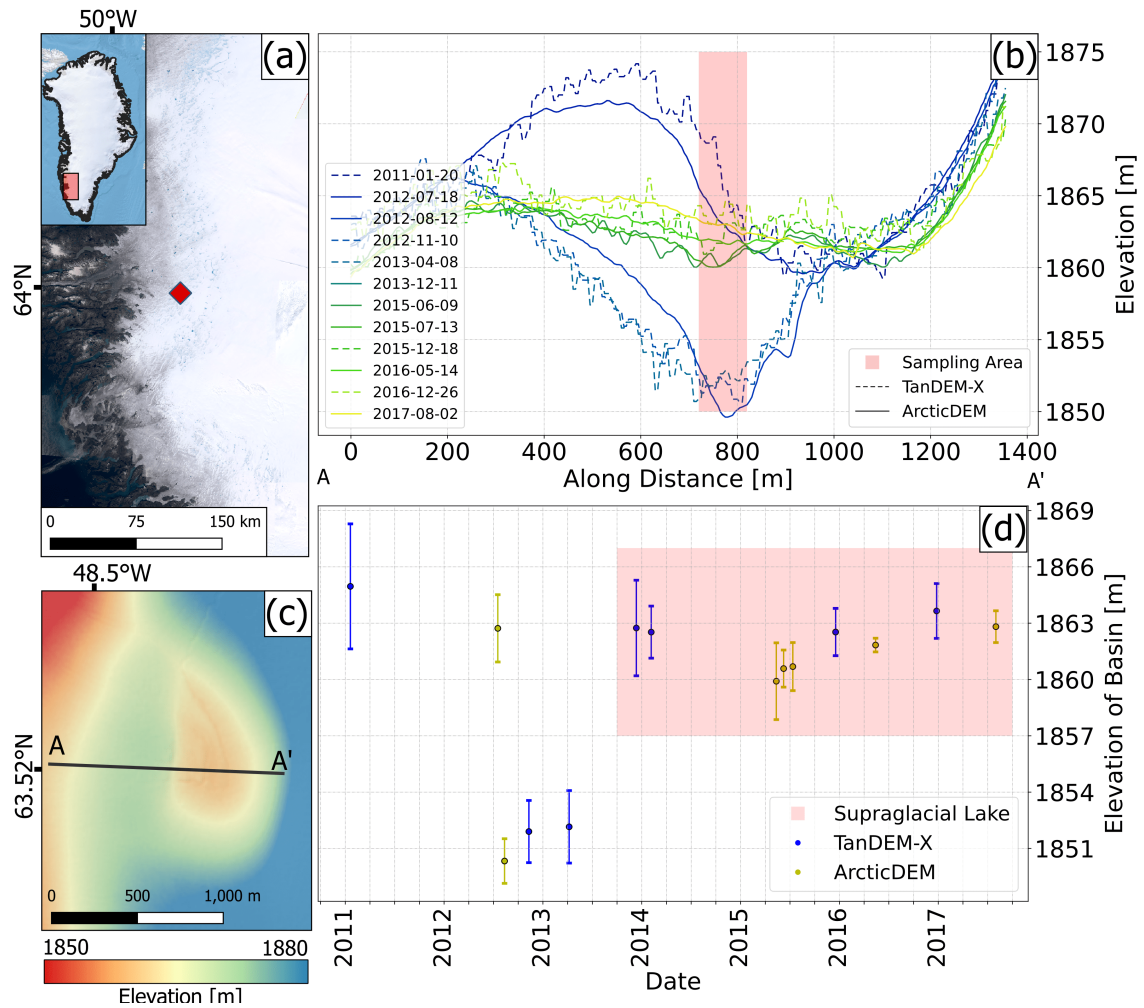 50°W
(a)
64°N
0 75 150 km
(b)
1875
1870
1865
1860
1855
1850
Elevation [m]
2011-01-20
2012-07-18
2012-08-12
2012-11-10
2013-04-08
2013-12-11
2015-06-09
2015-07-13
2015-12-18
2016-05-14
2016-12-26
2017-08-02
Sampling Area
TanDEM-X
ArcticDEM
0 200 400 600 800 1000 1200 1400
A Along Distance [m] A'
48.5°W
(c)
63.52°N
A A'
0 500 1,000 m
1850 1880
Elevation [m]
(d)
1869
1866
1863
1860
1857
1854
1851
Elevation of Basin [m]
Supraglacial Lake
TanDEM-X
ArcticDEM
2011 2012 2013 2014 2015 2016 2017
Date